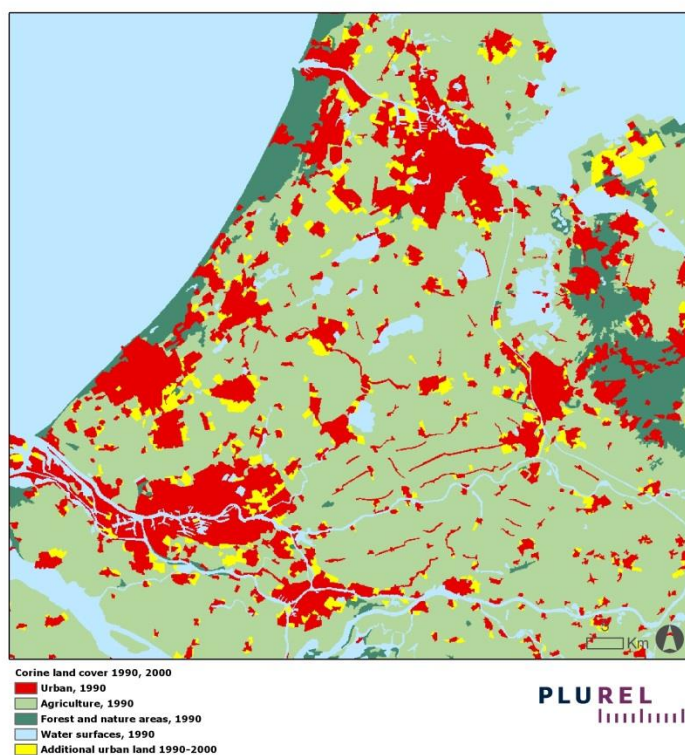 5
Km
Corine land cover 1990, 2000
Urban, 1990
Agriculture, 1990
Forest and nature areas, 1990
Water surfaces, 1990
Additional urban land 1990-2000
PLUREL